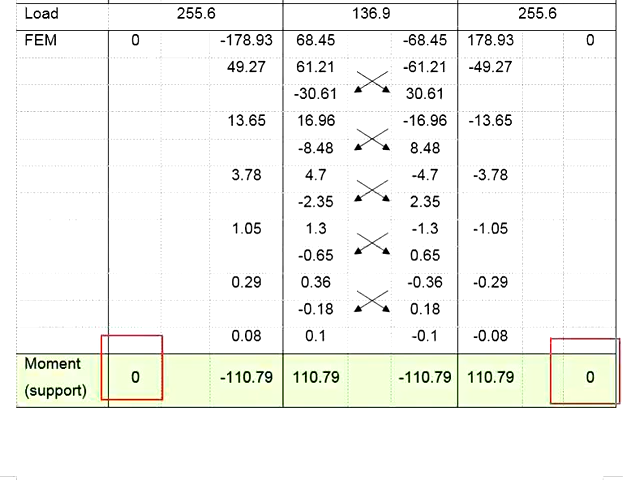 Load 255.6 136.9 255.6
FEM 0 -178.93 68.45 -68.45 178.93 0
49.27 61.21 -61.21 -49.27
-30.61 30.61
13.65 16.96 -16.96 -13.65
-8.48 8.48
3.78 4.7 -4.7 -3.78
-2.35 2.35
1.05 1.3 -1.3 -1.05
-0.65 0.65
0.29 0.36 -0.36 -0.29
-0.18 0.18
0.08 0.1 -0.1 -0.08
Moment
(support) 0 -110.79 110.79 -110.79 110.79 0